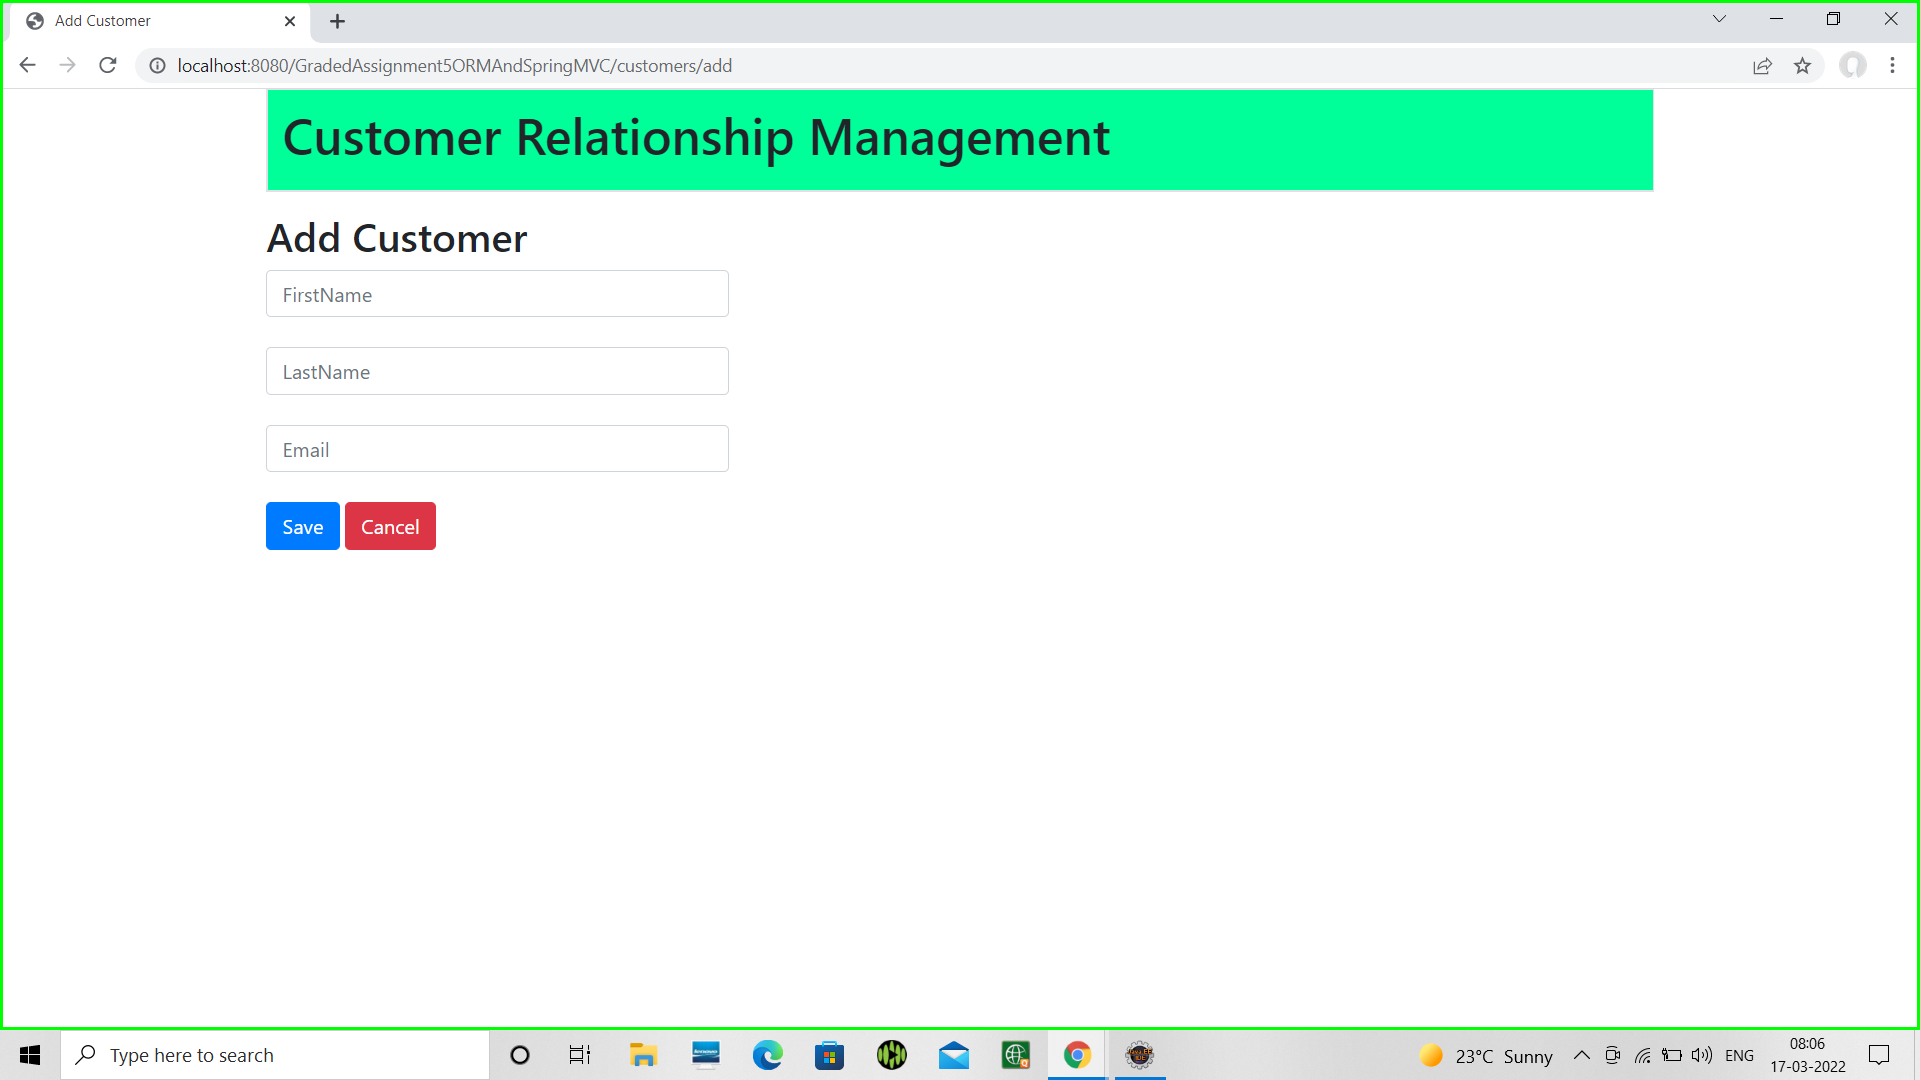 Add Customer
localhost:8080/GradedAssignment5ORMAndSpringMVC/customers/add
Customer Relationship Management
Add Customer
FirstName
LastName
Email
Save Cancel
Type here to search
23°C Sunny
ENG
08:06
17-03-2022